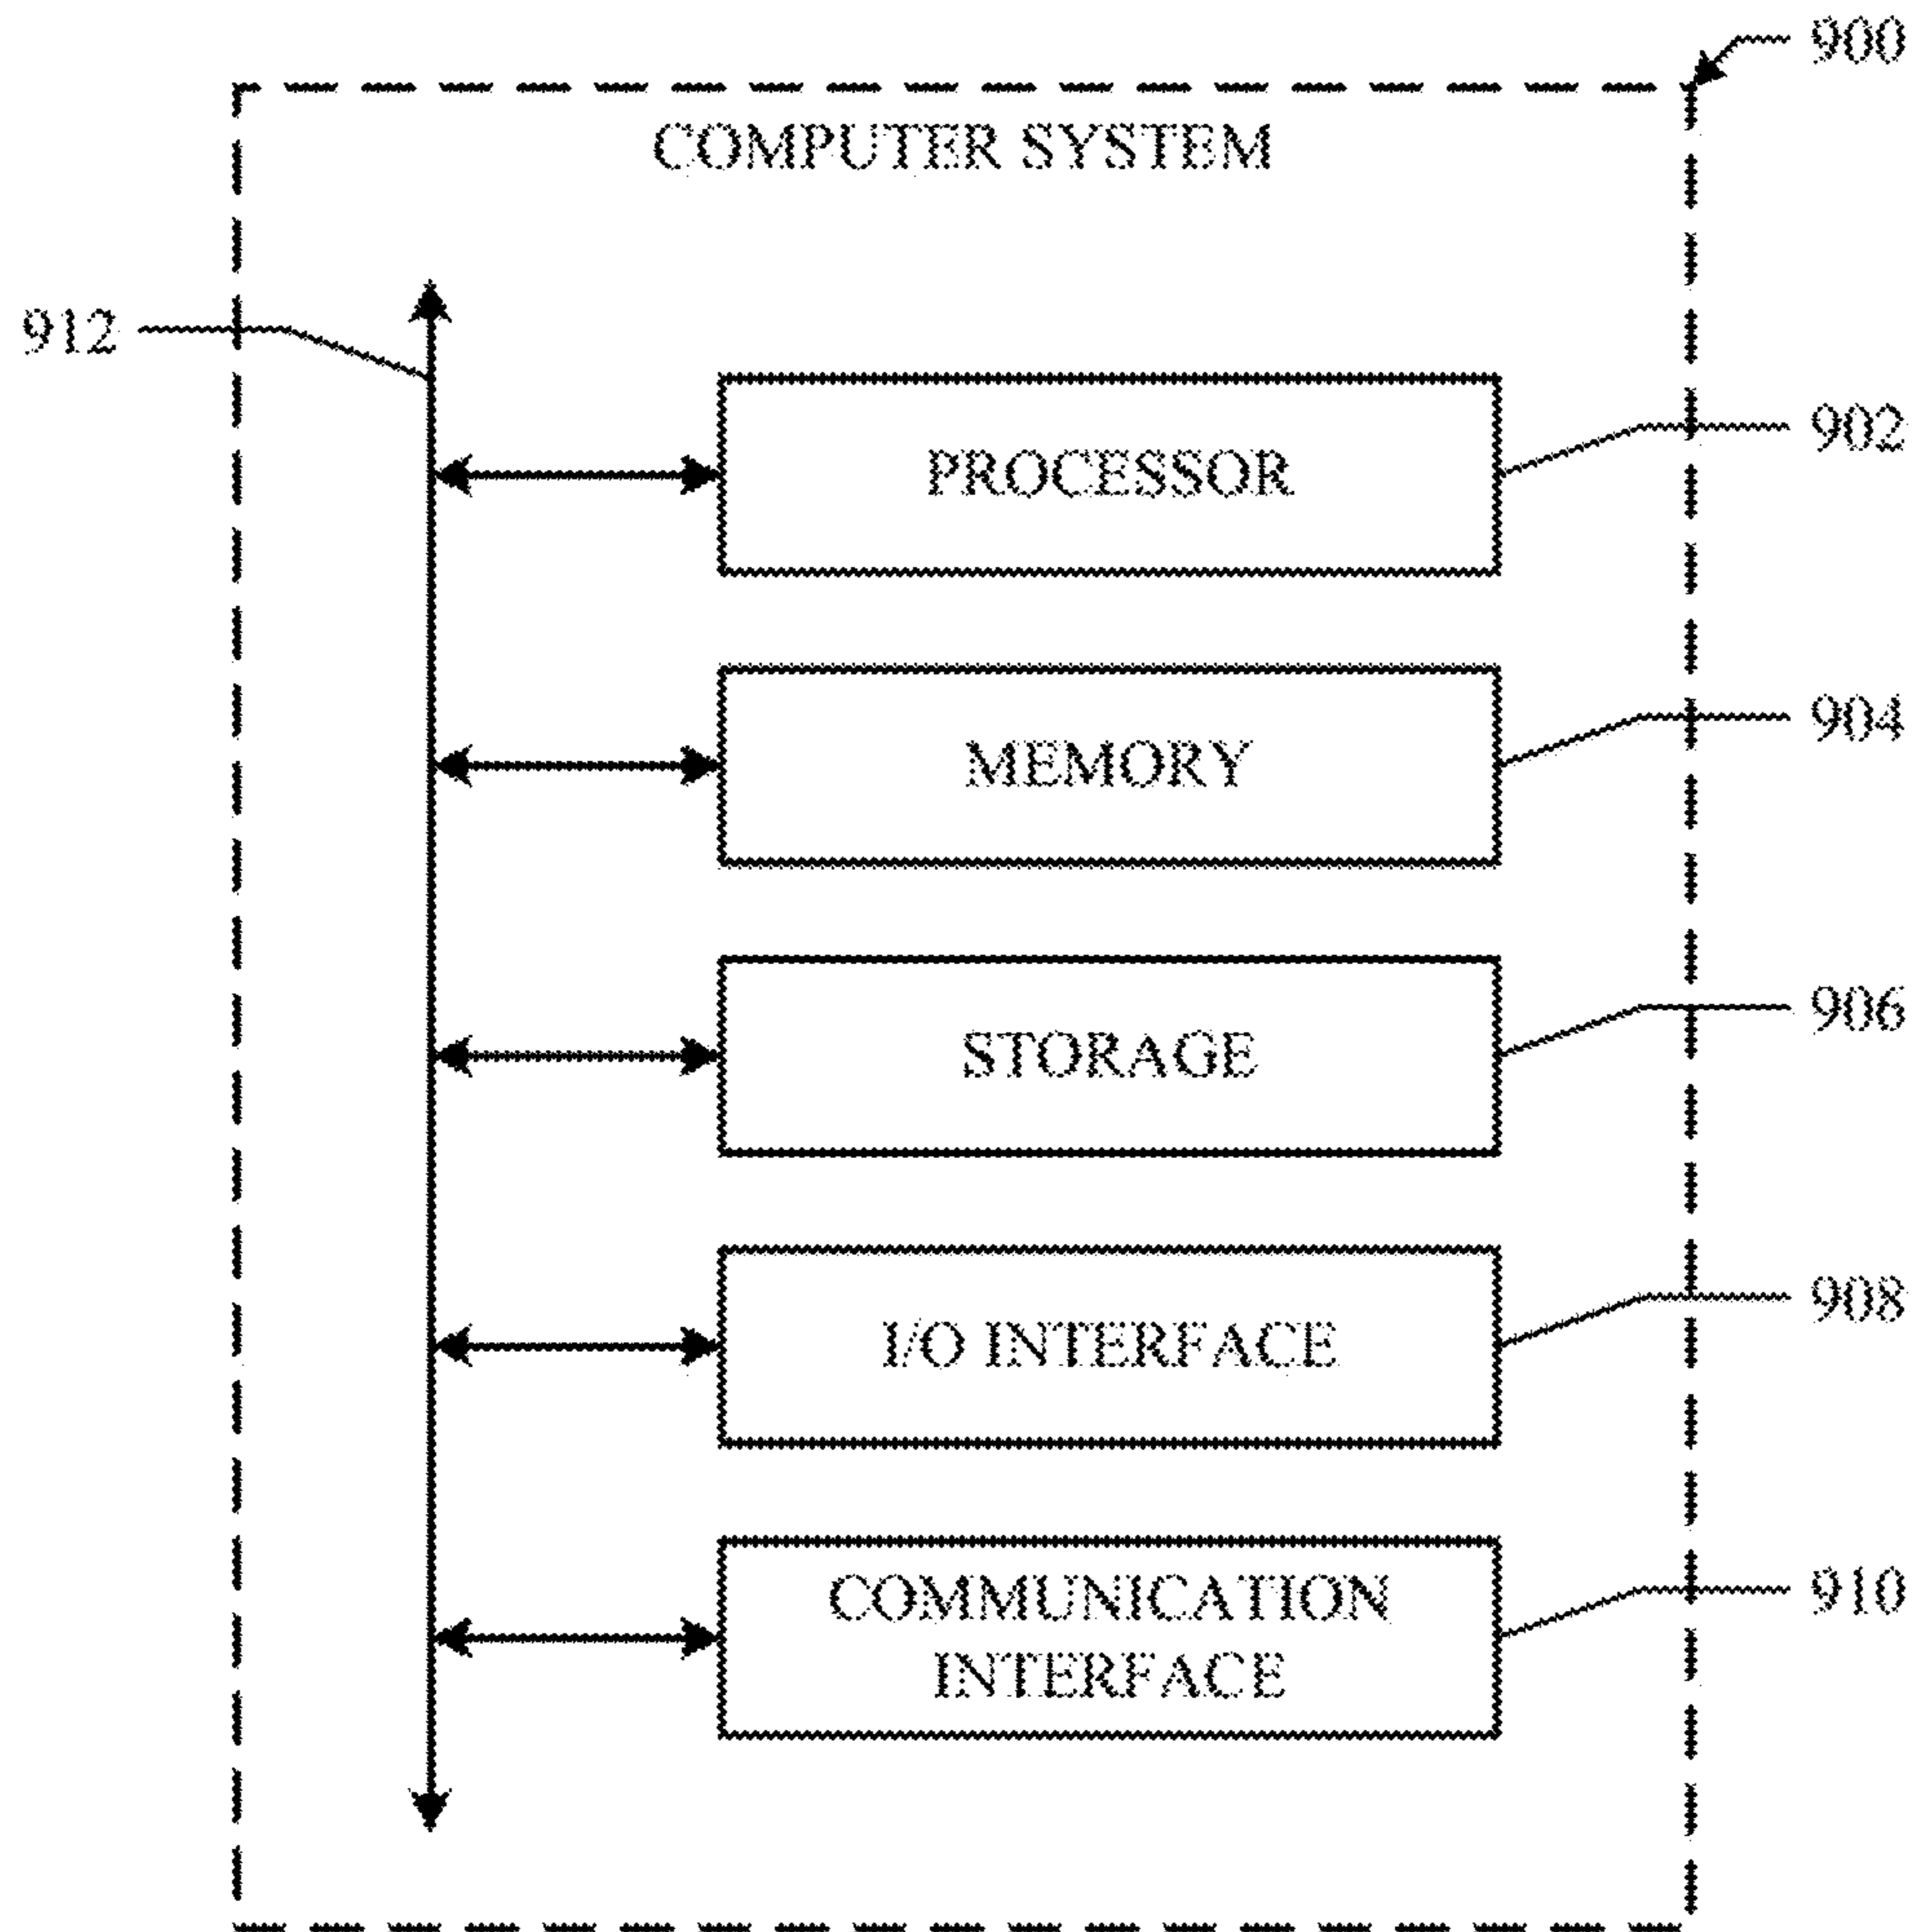 900
COMPUTER SYSTEM
912
PROCESSOR
902
MEMORY
904
STORAGE
906
I/O INTERFACE
908
COMMUNICATION
INTERFACE
910